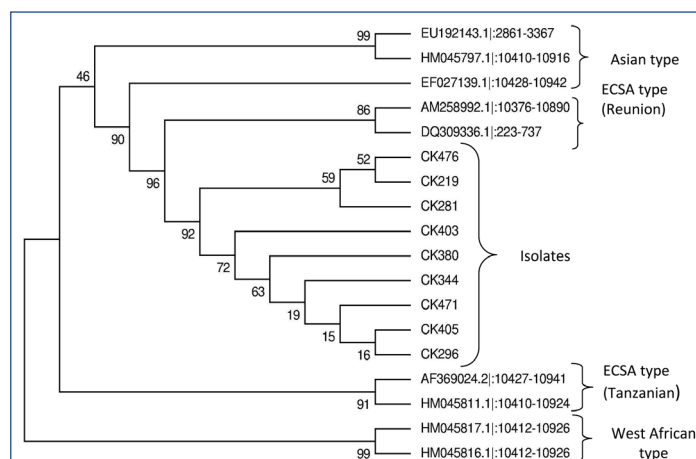 99
EU192143.1|:2861-3367
HM045797.1|:10410-10916
Asian type
46
EF027139.1|:10428-10942
ECSA type
(Reunion)
86
AM258992.1|:10376-10890
90
DQ309336.1|:223-737
52
CK476
96
59
CK219
CK281
92
CK403
72
CK380
Isolates
63
CK344
19
CK471
15
CK405
16
CK296
AF369024.2|:10427-10941
ECSA type
(Tanzanian)
91
HM045811.1|:10410-10924
HM045817.1|:10412-10926
West African
type
99
HM045816.1|:10412-10926